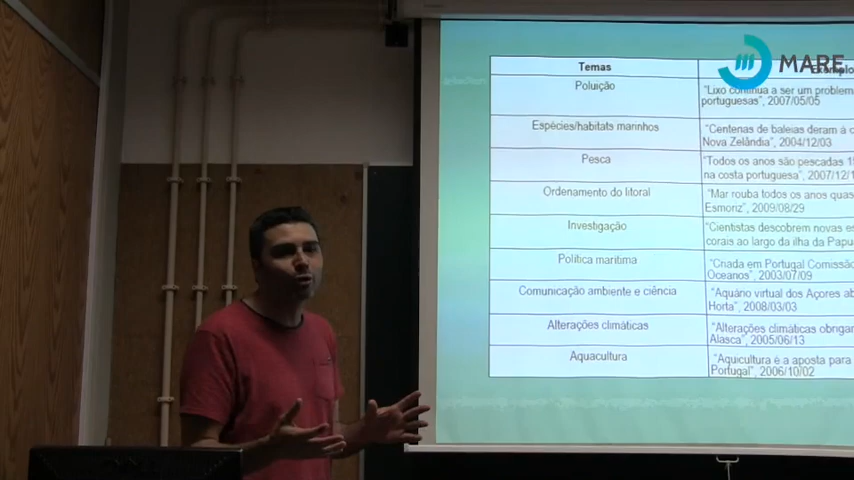 MARE
Temas
Exemplo
Poluição
"Lixo continua a ser um problem
portuguesas", 2007/05/05
Espécies/habitats marinhos
"Centenas de baleias deram à c
Nova Zelândia", 2004/12/03
Pesca
"Todos os anos são pescadas 1
na costa portuguesa", 2007/12/1
Ordenamento do litoral
"Mar rouba todos os anos quas
Esmoriz", 2009/08/29
Investigação
"Cientistas descobrem novas es
corais ao largo da ilha da Papu
Política marítima
"Criada em Portugal Comissão
Oceanos", 2003/07/09
Comunicação ambiente e ciência
"Aquário virtual dos Açores ab
Horta", 2008/03/03
Alterações climáticas
"Alterações climáticas obrigar
Alasca", 2005/06/13
Aquacultura
"Aquicultura é a aposta para
Portugal", 2006/10/02